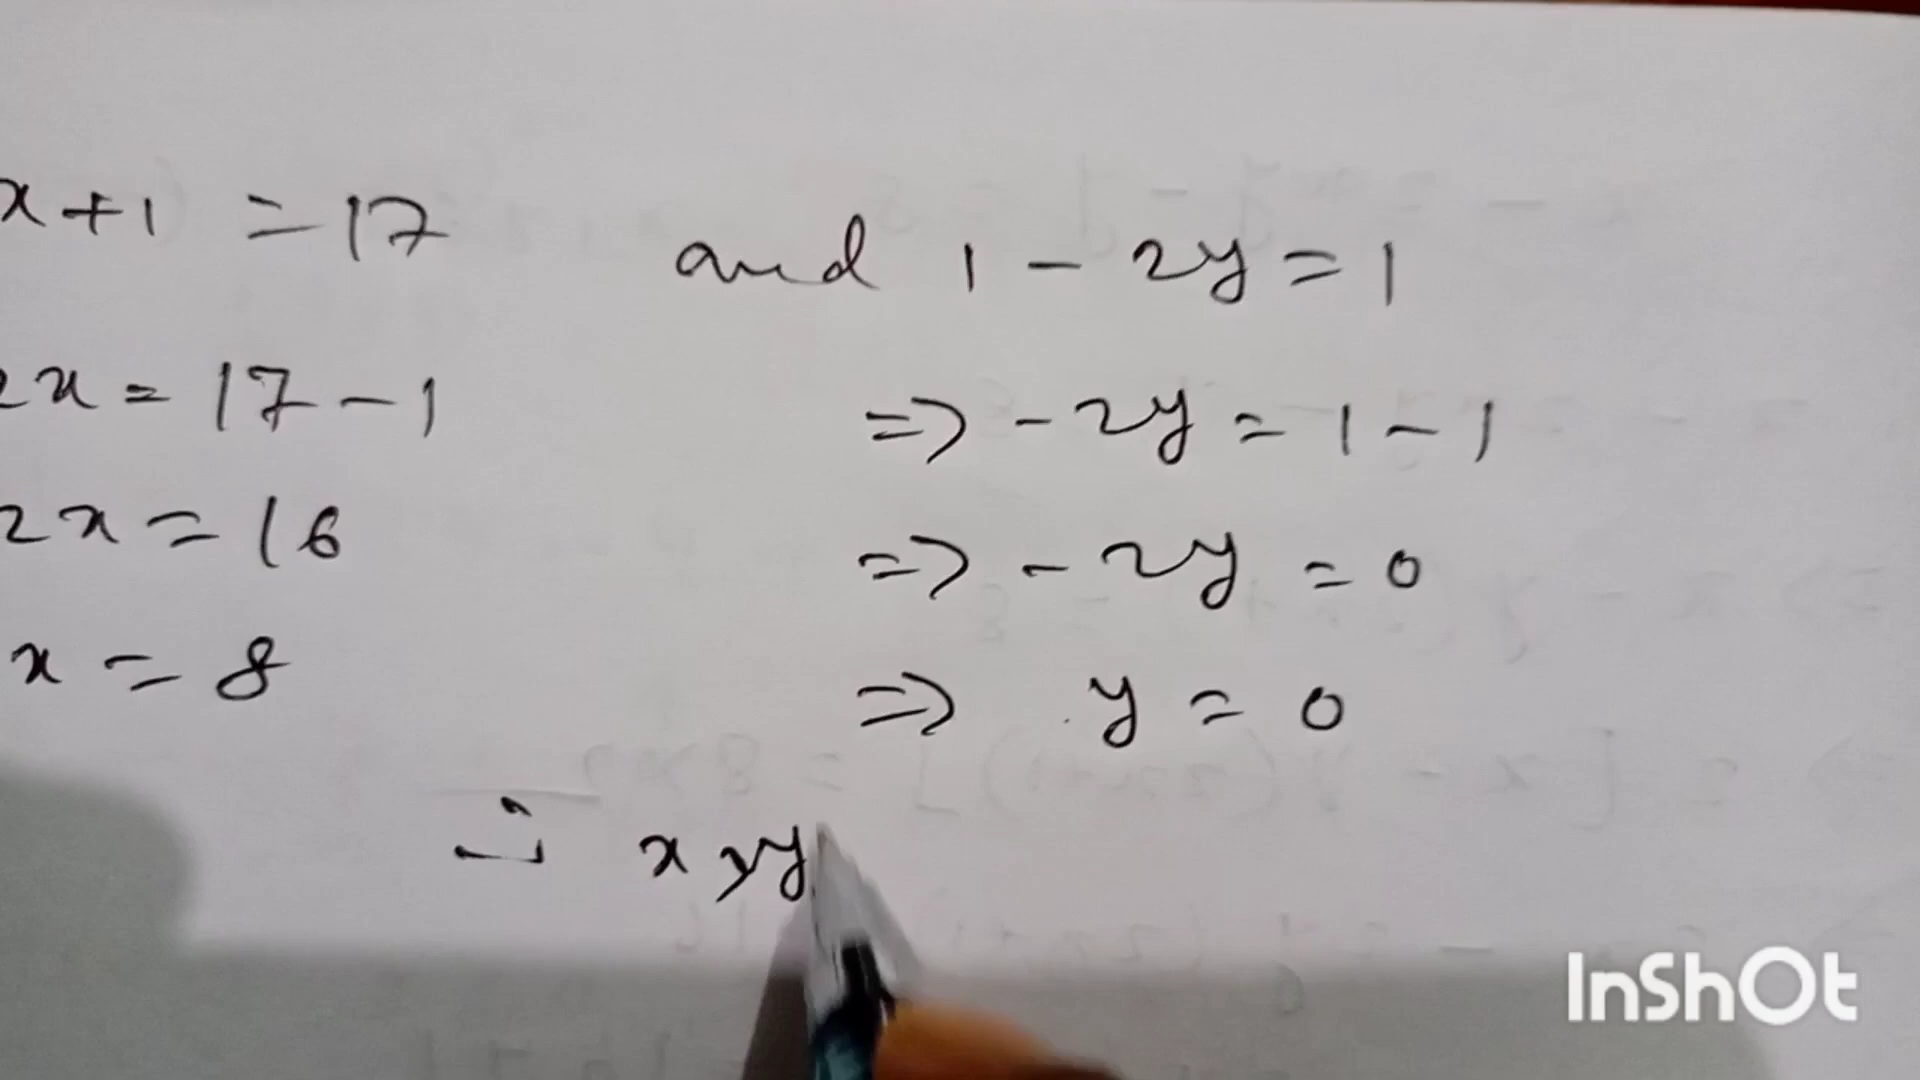 x + 1 = 17 and 1 - 2y = 1
2x = 17 - 1 => - 2y = 1 - 1
2x = 16 => - 2y = 0
x = 8 => y = 0
∴ x, y
InShOt